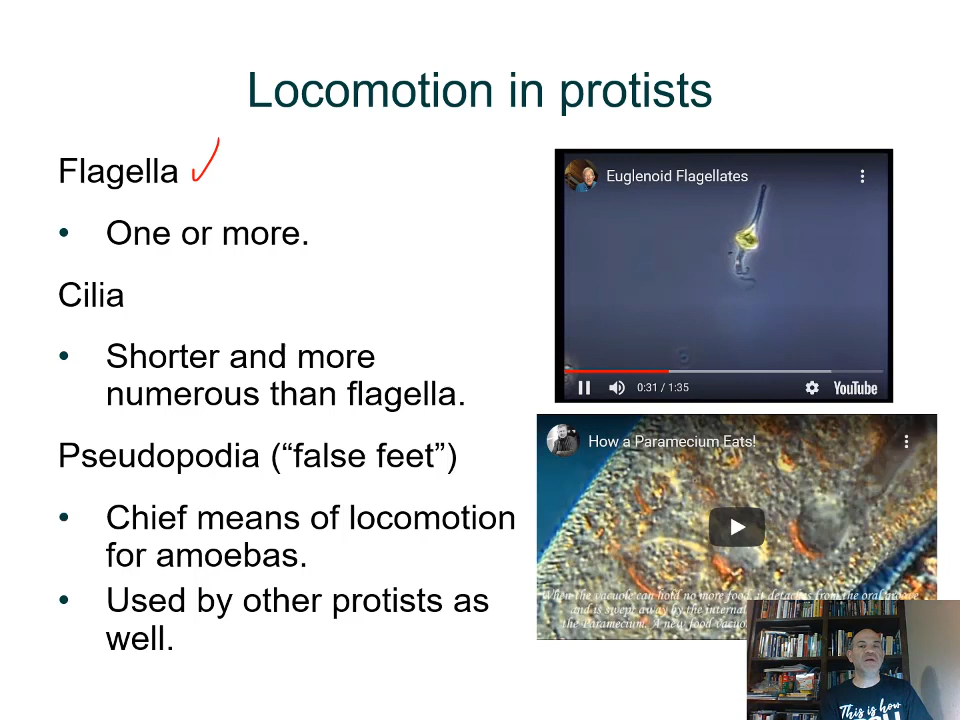 Locomotion in protists
Flagella
• One or more.
Cilia
• Shorter and more
numerous than flagella.
Pseudopodia (“false feet”)
• Chief means of locomotion
for amoebas.
• Used by other protists as
well.
Euglenoid Flagellates
0:31 / 1:35
YouTube
How a Paramecium Eats!
When the vacuole can hold no more food, it detaches from the oral groove
and is swept away by the internal
the Paramecium. A new food
This is how